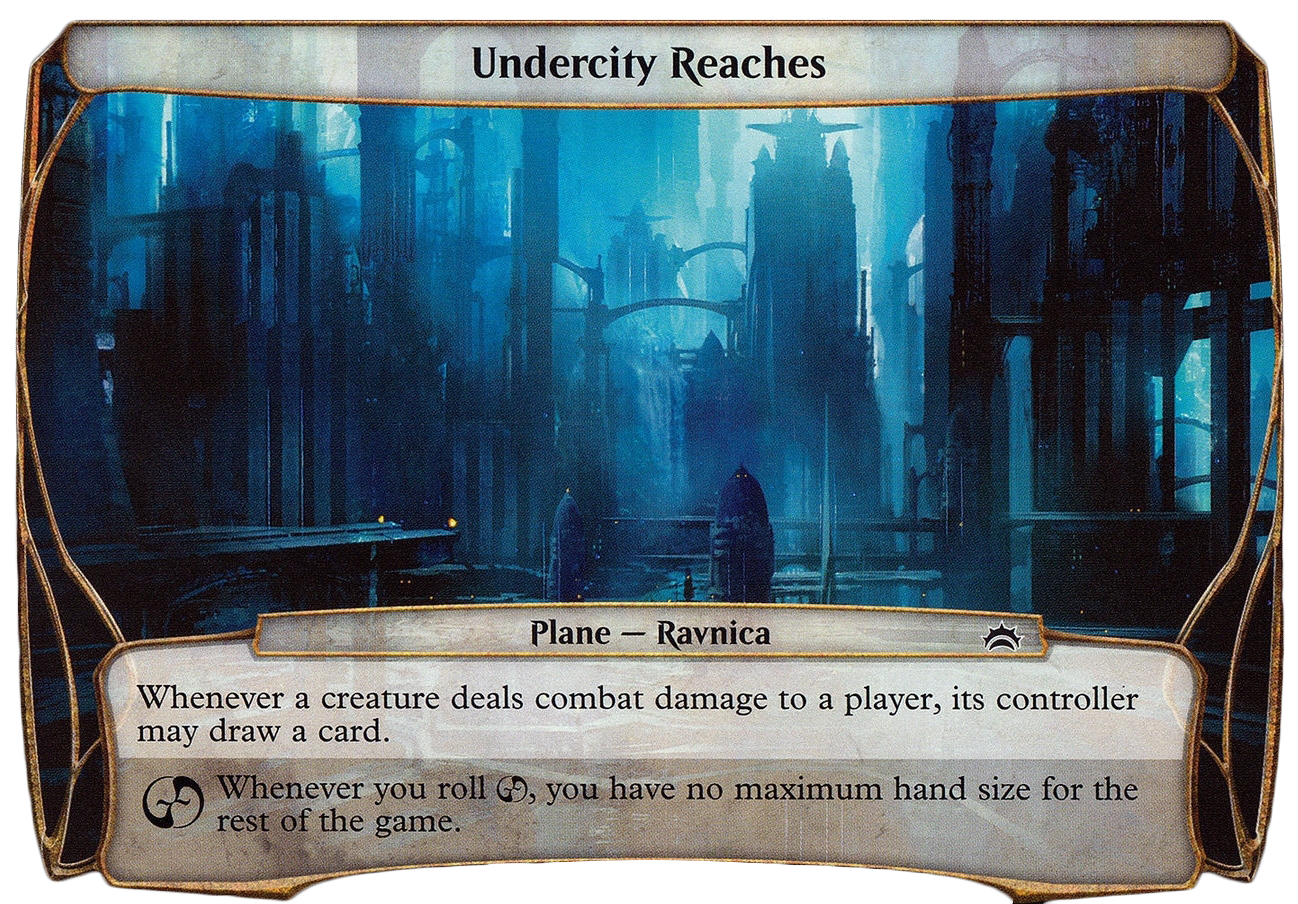 Undercity Reaches
Plane — Ravnica
Whenever a creature deals combat damage to a player, its controller
may draw a card.
Whenever you roll , you have no maximum hand size for the
rest of the game.